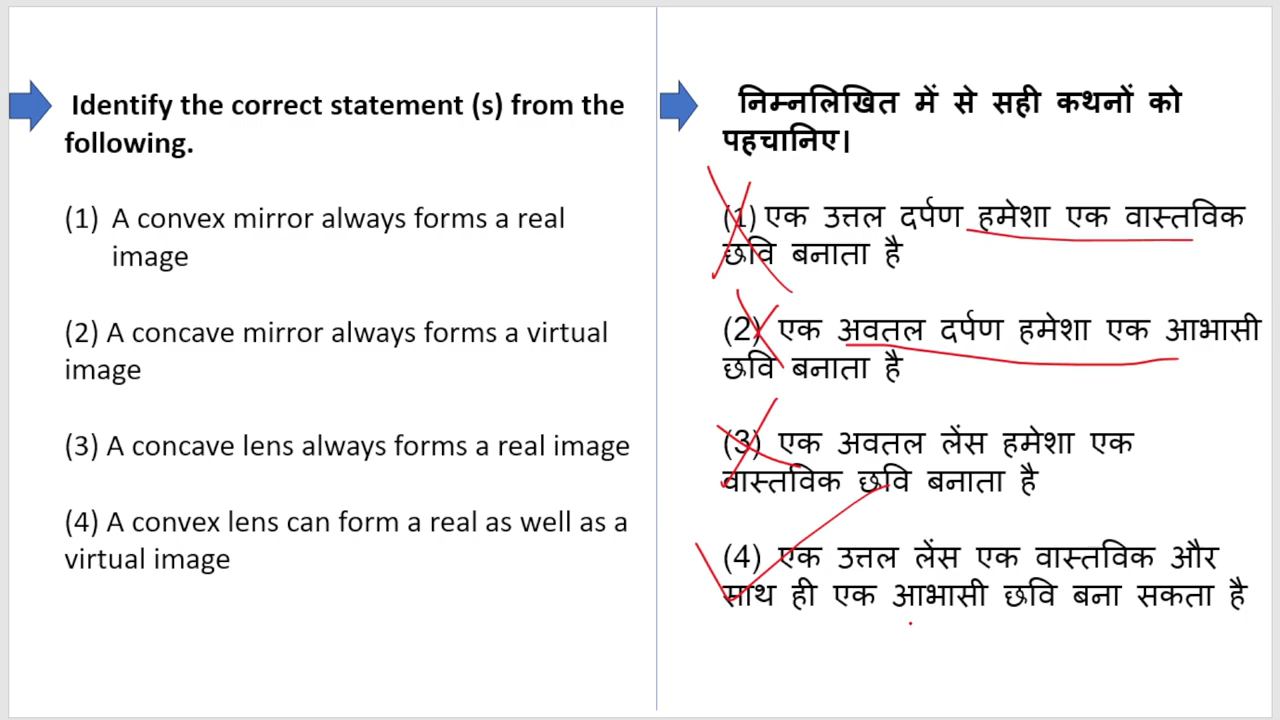 Identify the correct statement (s) from the
following.
(1) A convex mirror always forms a real
image
(2) A concave mirror always forms a virtual
image
(3) A concave lens always forms a real image
(4) A convex lens can form a real as well as a
virtual image
निम्नलिखित में से सही कथनों को
पहचानिए।
(1) एक उत्तल दर्पण हमेशा एक वास्तविक
छवि बनाता है
(2) एक अवतल दर्पण हमेशा एक आभासी
छवि बनाता है
(3) एक अवतल लेंस हमेशा एक
वास्तविक छवि बनाता है
(4) एक उत्तल लेंस एक वास्तविक और
साथ ही एक आभासी छवि बना सकता है